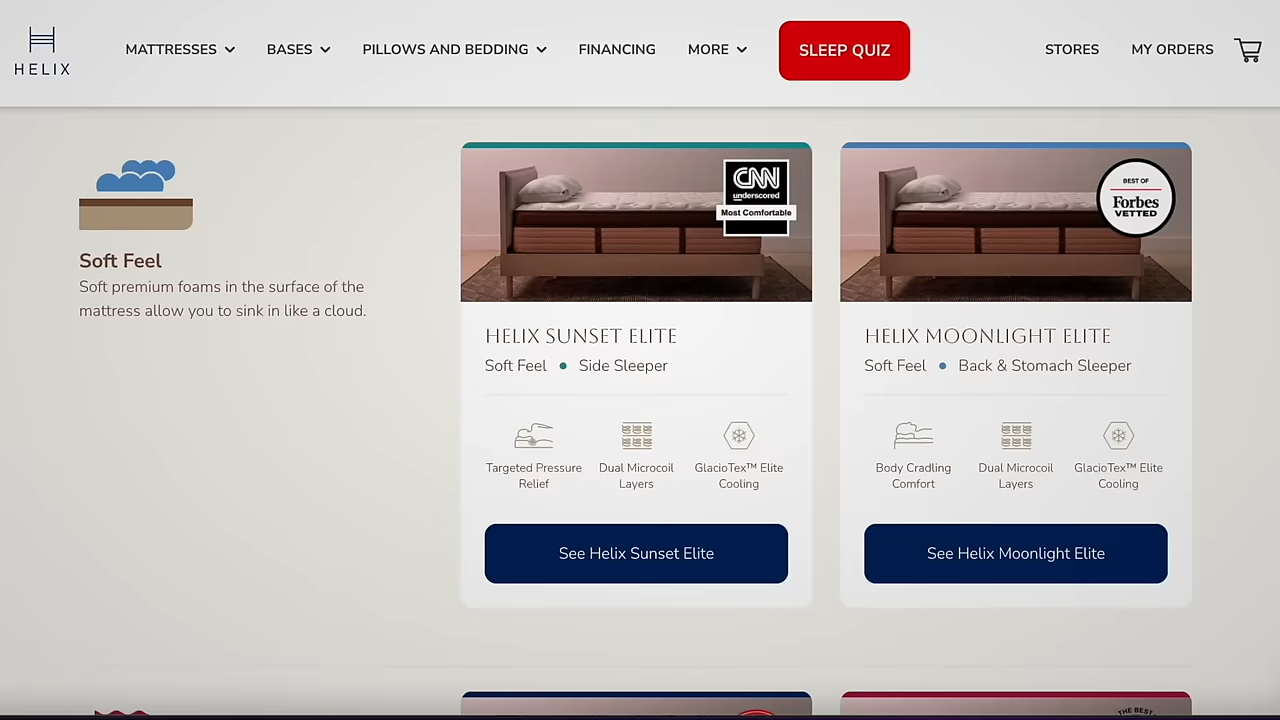 HELIX
MATTRESSES
BASES
PILLOWS AND BEDDING
FINANCING
MORE
SLEEP QUIZ
STORES
MY ORDERS
Soft Feel
Soft premium foams in the surface of the
mattress allow you to sink in like a cloud.
CNN
underscored
Most Comfortable
HELIX SUNSET ELITE
Soft Feel • Side Sleeper
Targeted Pressure
Relief
Dual Microcoil
Layers
GlacioTex™ Elite
Cooling
See Helix Sunset Elite
BEST OF
Forbes
VETTED
HELIX MOONLIGHT ELITE
Soft Feel • Back & Stomach Sleeper
Body Cradling
Comfort
Dual Microcoil
Layers
GlacioTex™ Elite
Cooling
See Helix Moonlight Elite
THE BEST